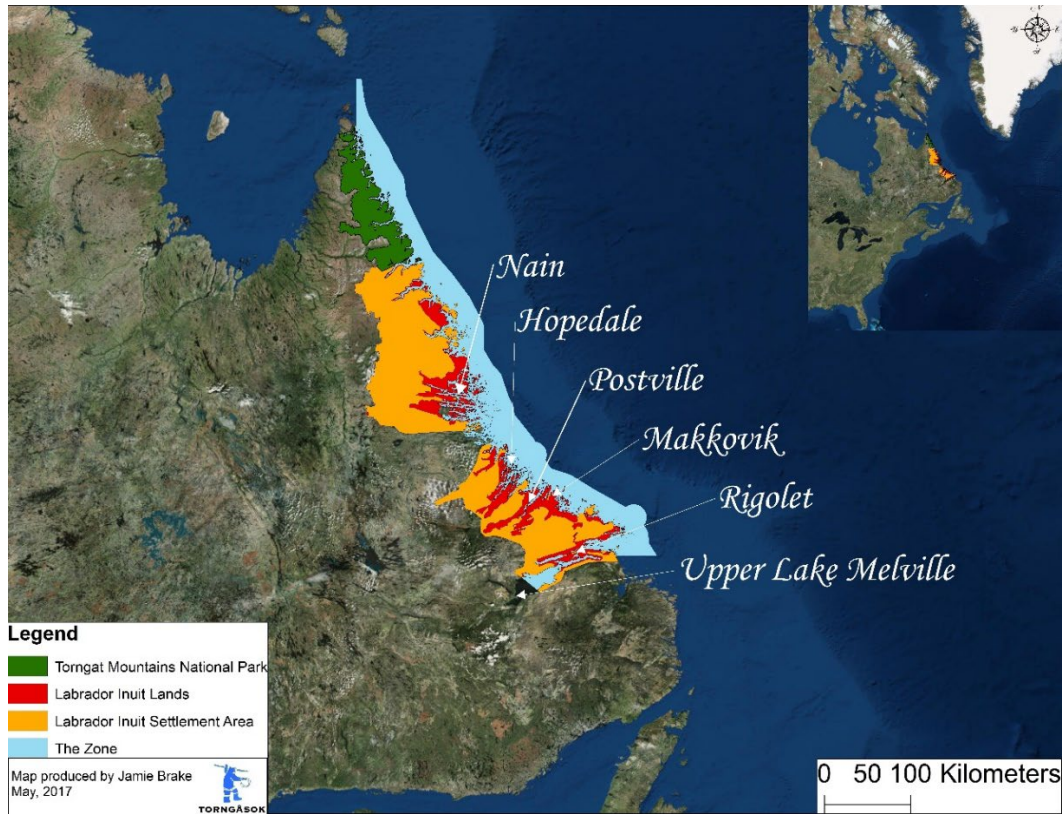 Nain
Hopedale
Postville
Makkovik
Rigolet
Upper Lake Melville
Legend
Torngat Mountains National Park
Labrador Inuit Lands
Labrador Inuit Settlement Area
The Zone
Map produced by Jamie Brake
May, 2017
TORNGÂSOK
0 50 100 Kilometers